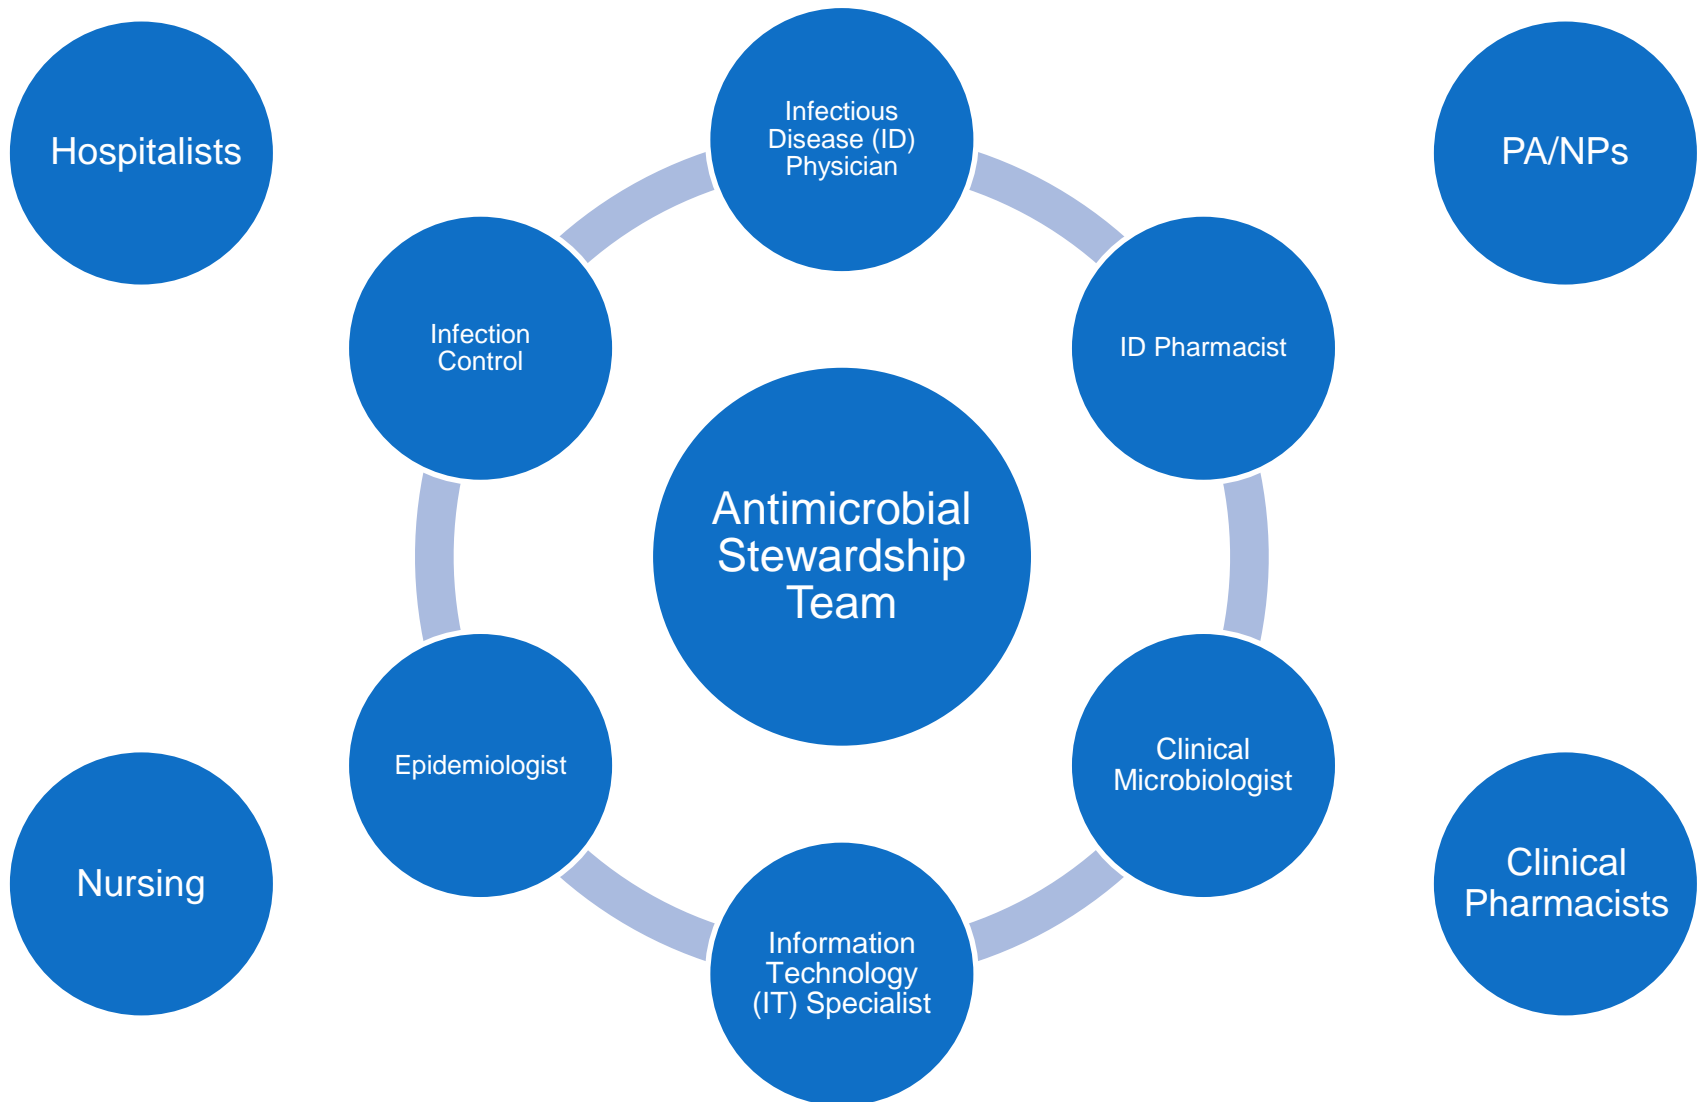 Hospitalists
Infectious
Disease (ID)
Physician
PA/NPs
Infection
Control
ID Pharmacist
Antimicrobial
Stewardship
Team
Epidemiologist
Clinical
Microbiologist
Nursing
Information
Technology
(IT) Specialist
Clinical
Pharmacists